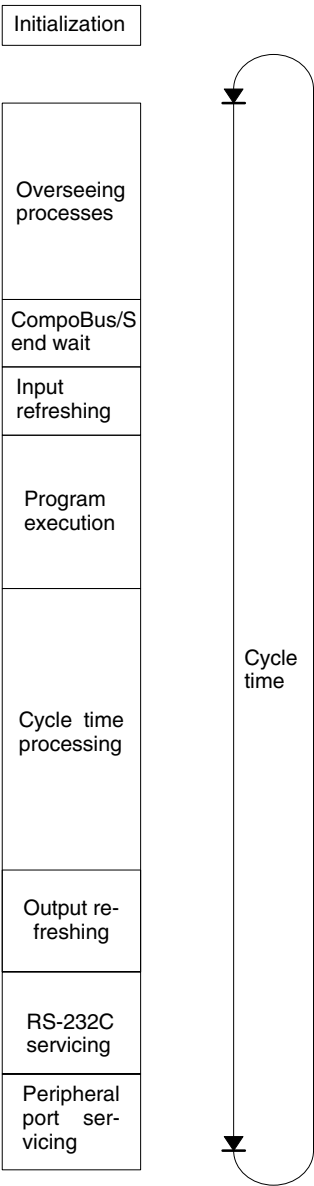 Initialization
Overseeing
processes
CompoBus/S
end wait
Input
refreshing
Program
execution
Cycle
time
Cycle time
processing
Output re-
freshing
RS-232C
servicing
Peripheral
port ser-
vicing